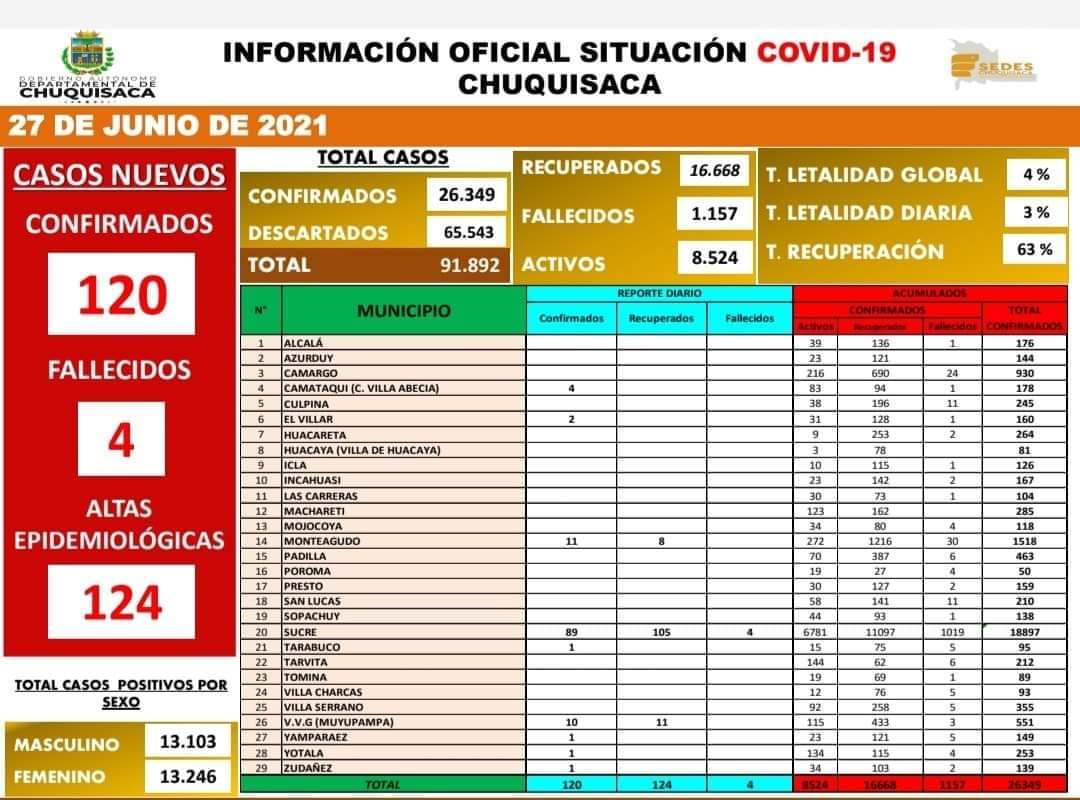 GOBIERNO AUTÓNOMO
DEPARTAMENTAL DE
CHUQUISACA
INFORMACIÓN OFICIAL SITUACIÓN COVID-19
CHUQUISACA
SEDES
CHUQUISACA
27 DE JUNIO DE 2021
CASOS NUEVOS
CONFIRMADOS
120
FALLECIDOS
4
ALTAS
EPIDEMIOLÓGICAS
124
TOTAL CASOS POSITIVOS POR
SEXO
MASCULINO 13.103
FEMENINO 13.246
TOTAL CASOS
CONFIRMADOS 26.349
DESCARTADOS 65.543
TOTAL 91.892
RECUPERADOS 16.668
FALLECIDOS 1.157
ACTIVOS 8.524
T. LETALIDAD GLOBAL 4 %
T. LETALIDAD DIARIA 3 %
T. RECUPERACIÓN 63 %
N° MUNICIPIO REPORTE DIARIO ACUMULADOS
Confirmados Recuperados Fallecidos CONFIRMADOS TOTAL CONFIRMADOS
Activos Recuperados Fallecidos
1 ALCALÁ 39 136 1 176
2 AZURDUY 23 121 144
3 CAMARGO 216 690 24 930
4 CAMATAQUI (C. VILLA ABECIA) 4 83 94 1 178
5 CULPINA 38 196 11 245
6 EL VILLAR 2 31 128 1 160
7 HUACARETA 9 253 2 264
8 HUACAYA (VILLA DE HUACAYA) 3 78 81
9 ICLA 10 115 1 126
10 INCAHUASI 23 142 2 167
11 LAS CARRERAS 30 73 1 104
12 MACHARETI 123 162 285
13 MOJOCOYA 34 80 4 118
14 MONTEAGUDO 11 8 272 1216 30 1518
15 PADILLA 70 387 6 463
16 POROMA 19 27 4 50
17 PRESTO 30 127 2 159
18 SAN LUCAS 58 141 11 210
19 SOPACHUY 44 93 1 138
20 SUCRE 89 105 4 6781 11097 1019 18897
21 TARABUCO 1 15 75 5 95
22 TARVITA 144 62 6 212
23 TOMINA 19 69 1 89
24 VILLA CHARCAS 12 76 5 93
25 VILLA SERRANO 92 258 5 355
26 V.V.G (MUYUPAMPA) 10 11 115 433 3 551
27 YAMPARAEZ 1 23 121 5 149
28 YOTALA 1 134 115 4 253
29 ZUDAÑEZ 1 34 103 2 139
TOTAL 120 124 4 8524 16668 1157 26349